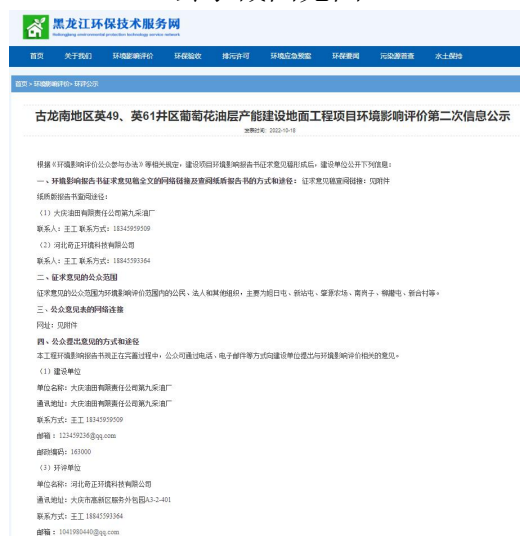 黑龙江环保技术服务网
Heilongjiang environmental protection technology service network
首页 关于我们 环境影响评价 环保验收 排污许可 环境应急预案 环保要闻 污染源普查 水土保持
首页 > 环境影响评价 > 环评公示
古龙南地区英49、英61井区葡萄花油层产能建设地面工程项目环境影响评价第二次信息公示
发表时间：2022-10-18
根据《环境影响评价公众参与办法》等相关规定，建设项目环境影响报告书征求意见稿形成后，建设单位公开下列信息：
一、环境影响报告书征求意见稿全文的网络链接及查阅纸质报告书的方式和途径：征求意见稿查阅链接：见附件
纸质版报告书查阅途径：
（1）大庆油田有限责任公司第九采油厂
联系人：王工 联系方式：18345959509
（2）河北奇正环境科技有限公司
联系人：王工 联系方式：18845593364
二、征求意见的公众范围
征求意见的公众范围为环境影响评价范围内的公民、法人和其他组织，主要为旭日屯、新站屯、肇源农场、南岗子、柳灌屯、新合村等。
三、公众意见表的网络连接
网址：见附件
四、公众提出意见的方式和途径
本工程环境影响报告书现正在完善过程中，公众可通过电话、电子邮件等方式向建设单位提出与环境影响评价相关的意见。
（1）建设单位
单位名称：大庆油田有限责任公司第九采油厂
通讯地址：大庆油田有限责任公司第九采油厂
联系方式：王工 18345959509
邮箱：123459236@qq.com
邮政编码：163000
（3）环评单位
单位名称：河北奇正环境科技有限公司
通讯地址：大庆市高新区服务外包园A3-2-401
联系方式：王工 18845593364
邮箱：1041980440@qq.com